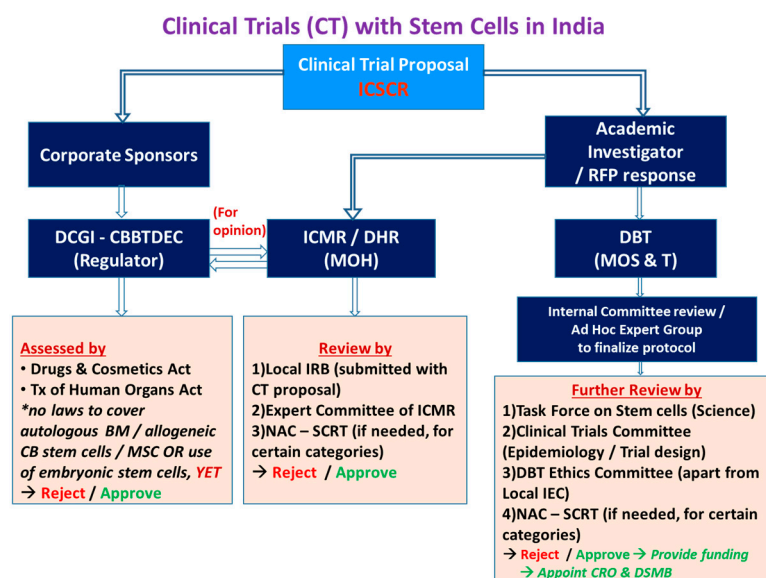 Clinical Trials (CT) with Stem Cells in India
Clinical Trial Proposal
ICSCR
Corporate Sponsors
Academic
Investigator
/ RFP response
DCGI - CBBTDEC
(Regulator)
(For
opinion)
ICMR / DHR
(MOH)
DBT
(MOS & T)
Internal Committee review /
Ad Hoc Expert Group
to finalize protocol
Assessed by
• Drugs & Cosmetics Act
• Tx of Human Organs Act
*no laws to cover
autologous BM / allogeneic
CB stem cells / MSC OR use
of embryonic stem cells, YET
→ Reject / Approve
Review by
1)Local IRB (submitted with
CT proposal)
2)Expert Committee of ICMR
3)NAC – SCRT (if needed, for
certain categories)
→ Reject / Approve
Further Review by
1)Task Force on Stem cells (Science)
2)Clinical Trials Committee
(Epidemiology / Trial design)
3)DBT Ethics Committee (apart from
Local IEC)
4)NAC – SCRT (if needed, for certain
categories)
→ Reject / Approve → Provide funding
→ Appoint CRO & DSMB